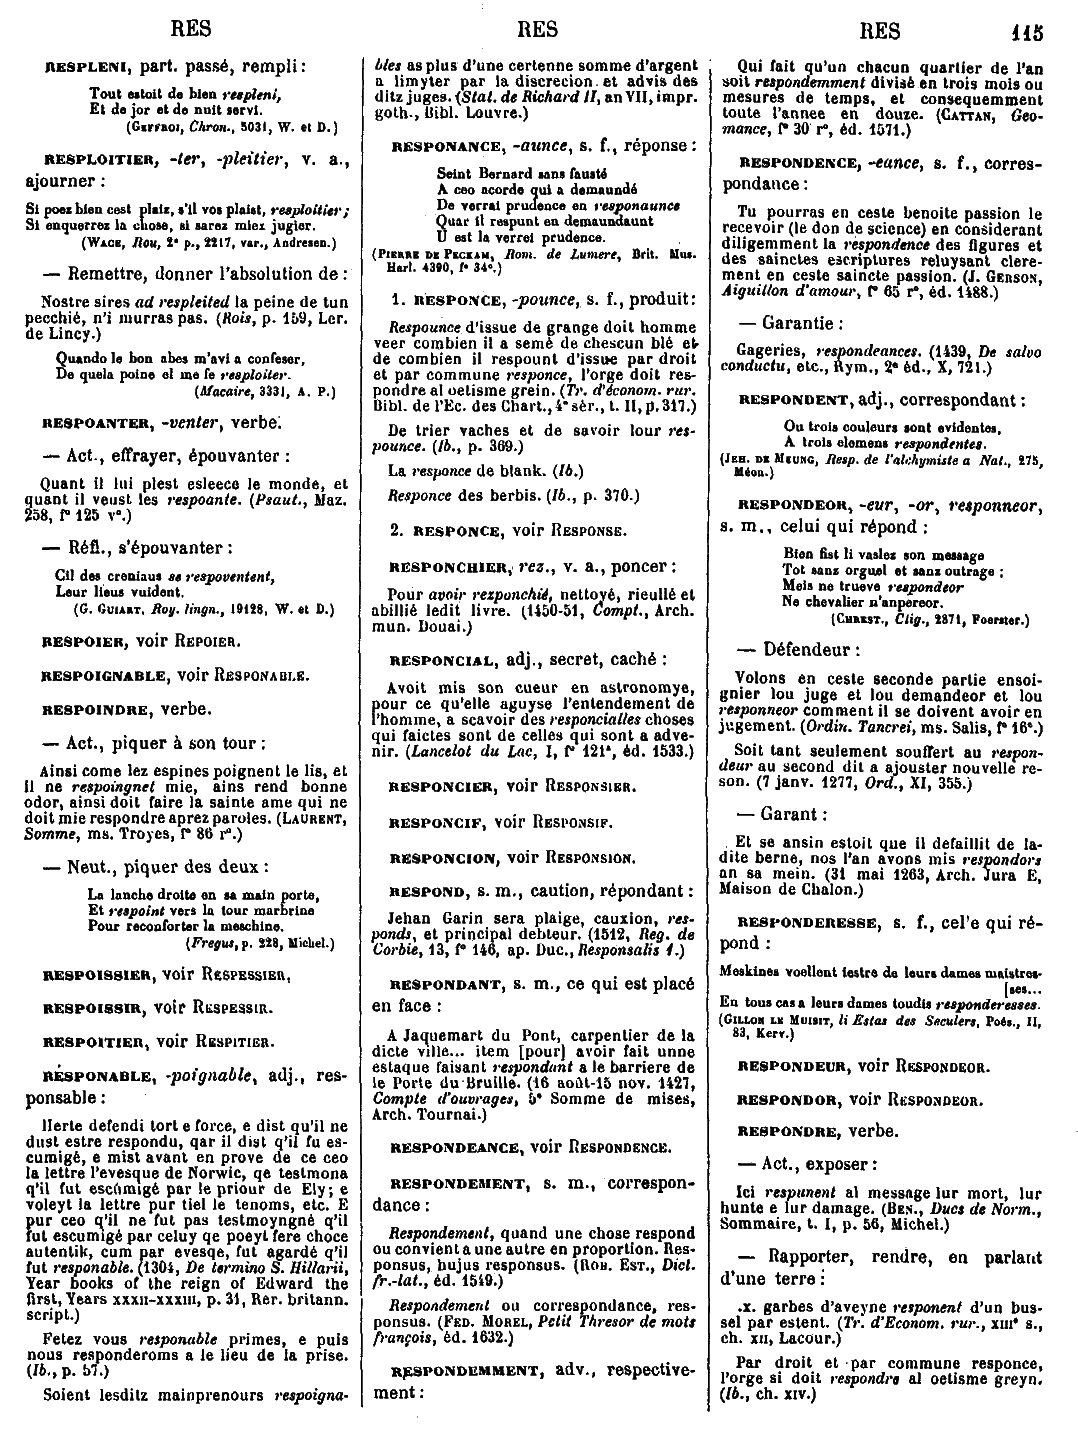 RES
RES
RES
115
RESPLENI, part. passé, rempli :
Tout estoit de bien respleni,
Et de jor et de nuit servi.
(GEFFROI, Chron., 5031, W. et D.)
RESPLOITIER, -ter, -pleitier, v. a.,
ajourner :
Si poez bien cest plaiz, s'il vos plaist, resploitier;
Si enquerrez la chose, si sarez miez jugier.
(WACE, Rou, 2e p., 2217, var., Andresen.)
— Remettre, donner l'absolution de :
Nostre sires ad respleited la peine de tun
pecchié, n'i murras pas. (Rois, p. 159, Ler.
de Lincy.)
Quando le bon abes m'avi a confeser,
De quela poine el me fe resploiter.
(Macaire, 3331, A. P.)
RESPOANTER, -venter, verbe.
— Act., effrayer, épouvanter :
Quant il lui plest esleece le monde, et
quant il veust les respoante. (Psaut., Maz.
258, fo 125 vo.)
— Réfl., s'épouvanter :
Cil des creniaus se respoventent,
Leur lieus vuident.
(G. GUIART, Roy. lingn., 19128, W. et D.)
RESPOIER, voir REPOIER.
RESPOIGNABLE, voir RESPONABLE.
RESPOINDRE, verbe.
— Act., piquer à son tour :
Ainsi come lez espines poignent le lis, et
il ne respoingnet mie, ains rend bonne
odor, ainsi doit faire la sainte ame qui ne
doit mie respondre aprez paroles. (LAURENT,
Somme, ms. Troyes, fo 86 ro.)
— Neut., piquer des deux :
La lanche droite en sa main porte,
Et respoint vers la tour marbrine
Pour reconforter la meschine.
(Fregus, p. 228, Michel.)
RESPOISSIER, voir RESPESSIER.
RESPOISSIR, voir RESPESSIR.
RESPOITIER, voir RESPITIER.
RESPONABLE, -poignable, adj., res-
ponsable :
Herte defendi tort e force, e dist qu'il ne
dust estre respondu, qar il dist q'il fu es-
cumigé, e mist avant en prove de ce ceo
la lettre l'evesque de Norwic, qe testmona
q'il fut escumigé par le priour de Ely; e
voleyt la lettre pur tiel le tenoms, etc. E
pur ceo q'il ne fut pas testmoyngné q'il
fut escumigé par celuy qe poeyt fere choce
autentik, cum par evesqe, fut agardé q'il
fut responable. (1304, De termino S. Hillarii,
Year books of the reign of Edward the
first, Years XXXII-XXXIII, p. 31, Rer. britann.
script.)
Fetez vous responable primes, e puis
nous responderoms a le lieu de la prise.
(Ib., p. 57.)
Soient lesditz mainprenours respoigna-
bles as plus d'une certenne somme d'argent
a limyter par la discrecion et advis des
ditz juges. (Stat. de Richard II, an VII, impr.
goth., Bibl. Louvre.)
RESPONANCE, -aunce, s. f., réponse :
Seint Bernard sans fausté
A ceo acorde qui a demaundé
De verrai prudence en responaunce
Quar il respunt en demaundaunt
U est la verrei prudence.
(PIERRE DE PECKAM, Rom. de Lumere, Brit. Mus.
Harl. 4390, fo 34c.)
1. RESPONCE, -pounce, s. f., produit :
Respounce d'issue de grange doit homme
veer combien il a semé de chescun blé et
de combien il respount d'issue par droit
et par commune responce, l'orge doit res-
pondre al oetisme grein. (Tr. d'économ. rur.
Bibl. de l'Ec. des Chart., 4e sér., t. II, p. 317.)
De trier vaches et de savoir lour res-
pounce. (Ib., p. 369.)
La responce de blank. (Ib.)
Responce des berbis. (Ib., p. 370.)
2. RESPONCE, voir RESPONSE.
RESPONCHIER, rez., v. a., poncer :
Pour avoir rezponchié, nettoyé, rieullé et
abillié ledit livre. (1450-51, Compt., Arch.
mun. Douai.)
RESPONCIAL, adj., secret, caché :
Avoit mis son cueur en astronomye,
pour ce qu'elle aguyse l'entendement de
l'homme, a scavoir des responcialles choses
qui faictes sont de celles qui sont a adve-
nir. (Lancelot du Lac, I, fo 121a, éd. 1533.)
RESPONCIER, voir RESPONSIER.
RESPONCIF, voir RESPONSIF.
RESPONCION, voir RESPONSION.
RESPOND, s. m., caution, répondant :
Jehan Garin sera plaige, cauxion, res-
ponds, et principal debteur. (1512, Reg. de
Corbie, 13, fo 146, ap. Duc., Responsalis 1.)
RESPONDANT, s. m., ce qui est placé
en face :
A Jaquemart du Pont, carpentier de la
dicte ville... item [pour] avoir fait unne
estaque faisant respondant a le barriere de
le Porte du Bruille. (16 août-15 nov. 1427,
Compte d'ouvrages, 5e Somme de mises,
Arch. Tournai.)
RESPONDEANCE, voir RESPONDENCE.
RESPONDEMENT, s. m., correspon-
dance :
Respondement, quand une chose respond
ou convient a une autre en proportion. Res-
ponsus, hujus responsus. (ROB. EST., Dict.
fr.-lat., éd. 1549.)
Respondement ou correspondance, res-
ponsus. (FED. MOREL, Petit Thresor de mots
françois, éd. 1632.)
RESPONDEMMENT, adv., respective-
ment :
Qui fait qu'un chacun quartier de l'an
soit respondemment divisé en trois mois ou
mesures de temps, et consequemment
toute l'annee en douze. (CATTAN, Geo-
mance, fo 30 ro, éd. 1571.)
RESPONDENCE, -eance, s. f., corres-
pondance :
Tu pourras en ceste benoite passion le
recevoir (le don de science) en considerant
diligemment la respondence des figures et
des sainctes escriptures reluysant clere-
ment en ceste saincte passion. (J. GERSON,
Aiguillon d'amour, fo 65 ro, éd. 1488.)
— Garantie :
Gageries, respondeances. (1439, De salvo
conductu, etc., Rym., 2e éd., X, 721.)
RESPONDENT, adj., correspondant :
Ou trois couleurs sont evidentes,
A trois elemens respondentes.
(JEH. DE MEUNG, Resp. de l'alchymiste a Nat., 275,
Méon.)
RESPONDEOR, -eur, -or, responneor,
s. m., celui qui répond :
Bien fist li vaslez son message
Tot sanz orguel et sanz outrage ;
Meis ne trueve respondeor
Ne chevalier n'anpereor.
(CHREST., Clig., 2871, Foerster.)
— Défendeur :
Volons en ceste seconde partie ensoi-
gnier lou juge et lou demandeor et lou
responneor comment il se doivent avoir en
jugement. (Ordin. Tancrei, ms. Salis, fo 16a.)
Soit tant seulement souffert au respon-
deur au second dit a ajouster nouvelle re-
son. (7 janv. 1277, Ord., XI, 355.)
— Garant :
Et se ansin estoit que il defaillit de la-
dite berne, nos l'an avons mis respondors
an sa mein. (31 mai 1263, Arch. Jura E,
Maison de Chalon.)
RESPONDERESSE, s. f., celle qui ré-
pond :
Meskines voellent iestre de leurs dames maistres-
[ses...
En tous cas a leurs dames toudis responderesses.
(GILLON LE MUISIT, li Estas des Seculers, Poés., II,
83, Kerv.)
RESPONDEUR, voir RESPONDEOR.
RESPONDOR, voir RESPONDEOR.
RESPONDRE, verbe.
— Act., exposer :
Ici respunent al message lur mort, lur
hunte e lur damage. (BEN., Ducs de Norm.,
Sommaire, t. I, p. 56, Michel.)
— Rapporter, rendre, en parlant
d'une terre :
.x. garbes d'aveyne responent d'un bus-
sel par estent. (Tr. d'Econom. rur., XIIIe s.,
ch. XII, Lacour.)
Par droit et par commune responce,
l'orge si doit respondre al oetisme greyn.
(Ib., ch. XIV.)